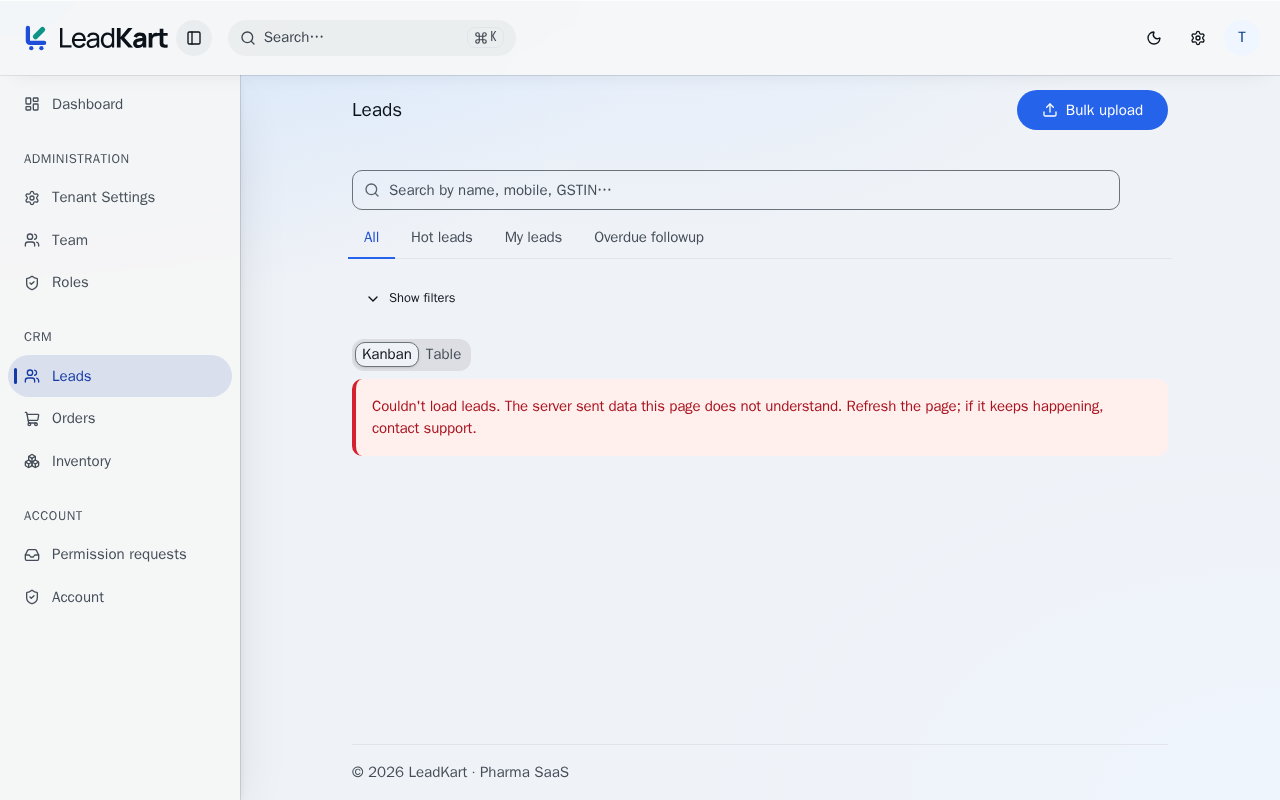 LeadKart
Search… ⌘K
T
Dashboard
ADMINISTRATION
Tenant Settings
Team
Roles
CRM
Leads
Orders
Inventory
ACCOUNT
Permission requests
Account
Leads
Bulk upload
Search by name, mobile, GSTIN…
All Hot leads My leads Overdue followup
Show filters
Kanban Table
Couldn't load leads. The server sent data this page does not understand. Refresh the page; if it keeps happening,
contact support.
© 2026 LeadKart · Pharma SaaS